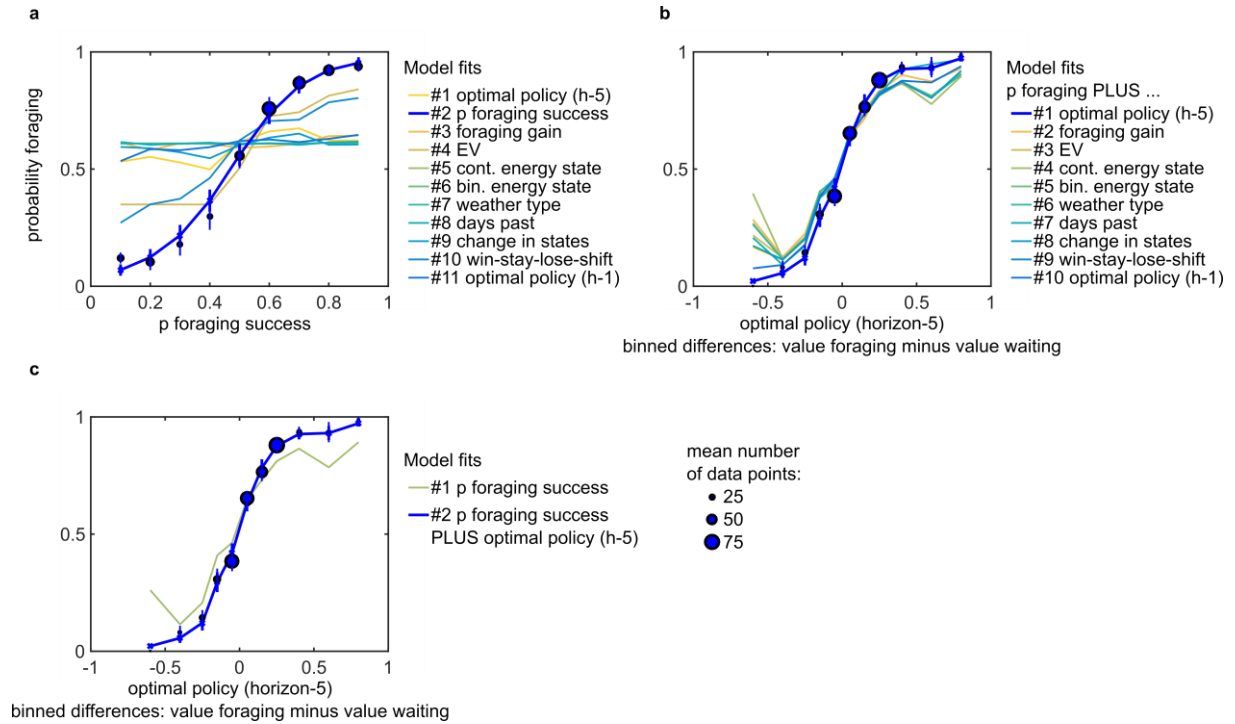 a
probability foraging
1
0.5
0
0
0.2
0.4
0.6
0.8
1
p foraging success
Model fits
#1 optimal policy (h-5)
#2 p foraging success
#3 foraging gain
#4 EV
#5 cont. energy state
#6 bin. energy state
#7 weather type
#8 days past
#9 change in states
#10 win-stay-lose-shift
#11 optimal policy (h-1)
b
1
0.5
0
-1
-0.5
0
0.5
1
optimal policy (horizon-5)
binned differences: value foraging minus value waiting
Model fits
p foraging PLUS ...
#1 optimal policy (h-5)
#2 foraging gain
#3 EV
#4 cont. energy state
#5 bin. energy state
#6 weather type
#7 days past
#8 change in states
#9 win-stay-lose-shift
#10 optimal policy (h-1)
c
1
0.5
0
-1
-0.5
0
0.5
1
optimal policy (horizon-5)
binned differences: value foraging minus value waiting
Model fits
#1 p foraging success
#2 p foraging success
PLUS optimal policy (h-5)
mean number
of data points:
25
50
75